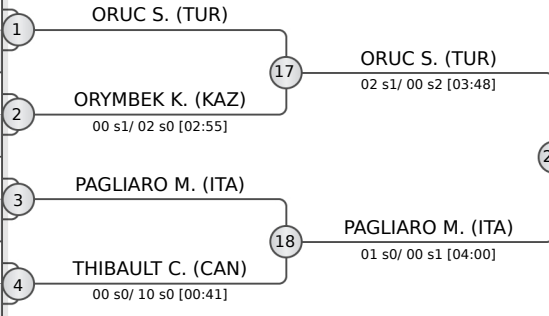 ORUC S. (TUR)
1
17
ORUC S. (TUR)
02 s1/ 00 s2 [03:48]
ORYMBEK K. (KAZ)
2
00 s1/ 02 s0 [02:55]
PAGLIARO M. (ITA)
3
18
PAGLIARO M. (ITA)
01 s0/ 00 s1 [04:00]
THIBAULT C. (CAN)
4
00 s0/ 10 s0 [00:41]